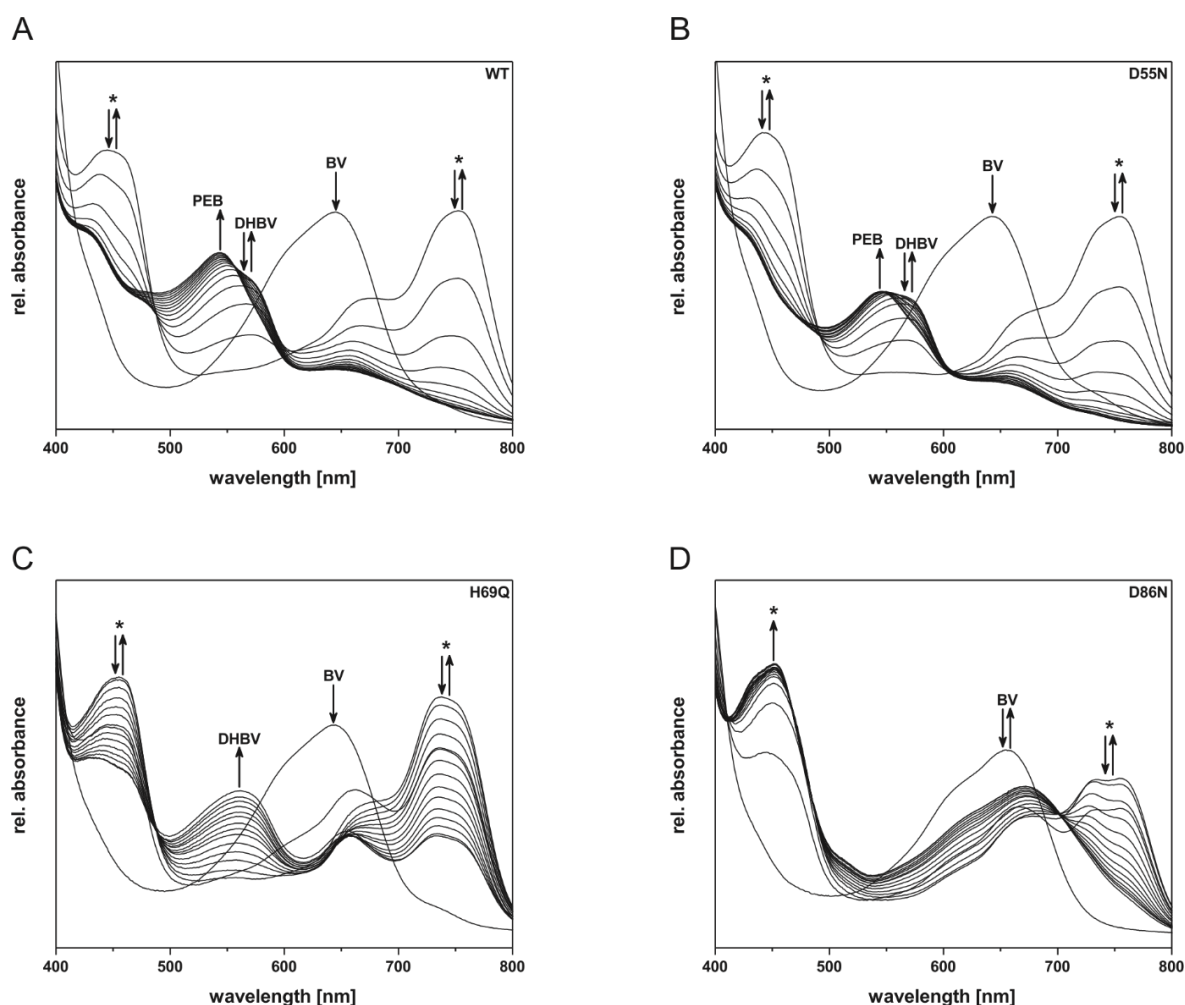 A
WT
*
*
BV
PEB
DHBV
rel. absorbance
400 500 600 700 800
wavelength [nm]
B
D55N
*
*
BV
PEB
DHBV
rel. absorbance
400 500 600 700 800
wavelength [nm]
C
H69Q
*
*
BV
DHBV
rel. absorbance
400 500 600 700 800
wavelength [nm]
D
D86N
*
BV
*
rel. absorbance
400 500 600 700 800
wavelength [nm]